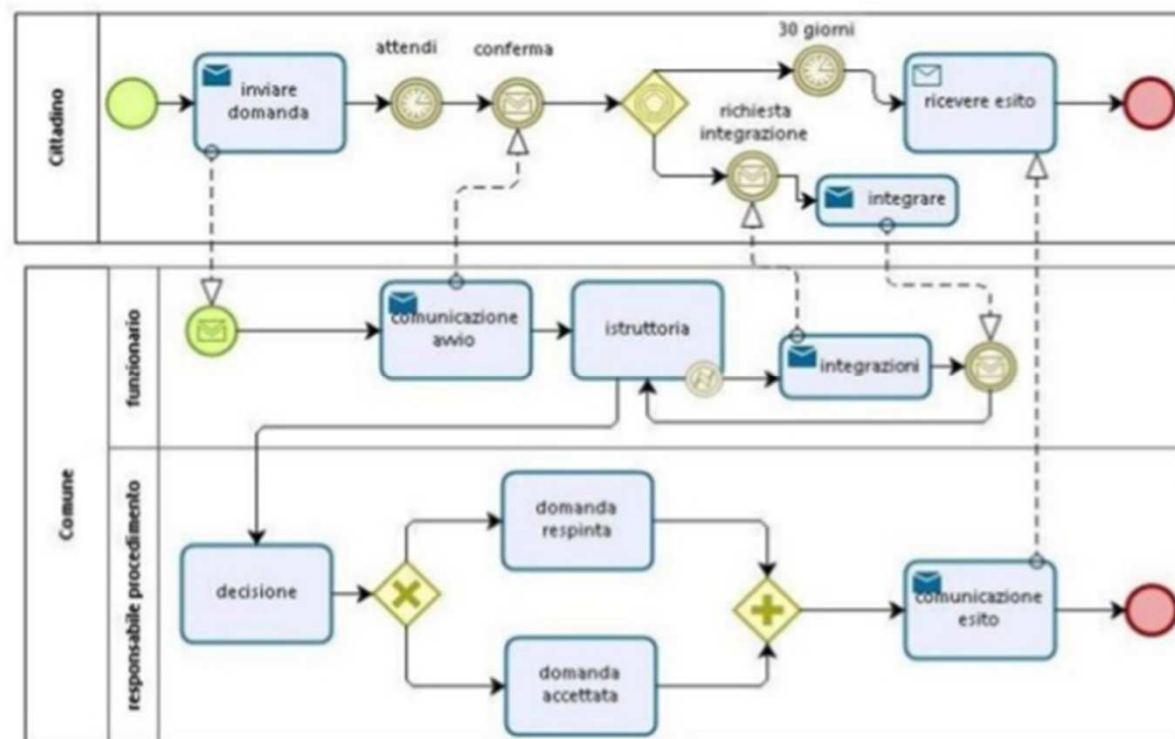 Cittadino
attendi
conferma
30 giorni
inviare
domanda
richiesta
integrazione
ricevere esito
integrare
Comune
funzionario
comunicazione
avvio
istruttoria
integrazioni
responsabile procedimento
decisione
domanda
respinta
domanda
accettata
comunicazione
esito